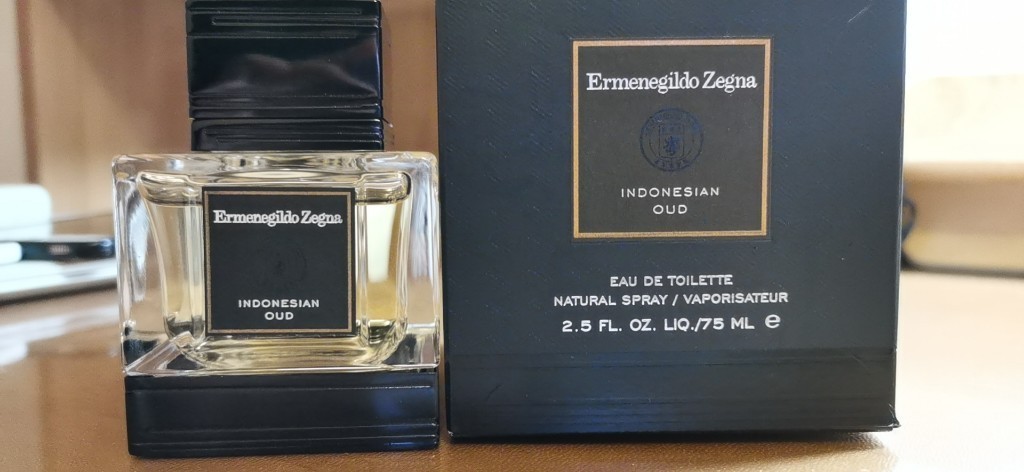 Ermenegildo Zegna
INDONESIAN
OUD
Ermenegildo Zegna
INDONESIAN
OUD
EAU DE TOILETTE
NATURAL SPRAY / VAPORISATEUR
2.5 FL. OZ. LIQ./75 ML ℮